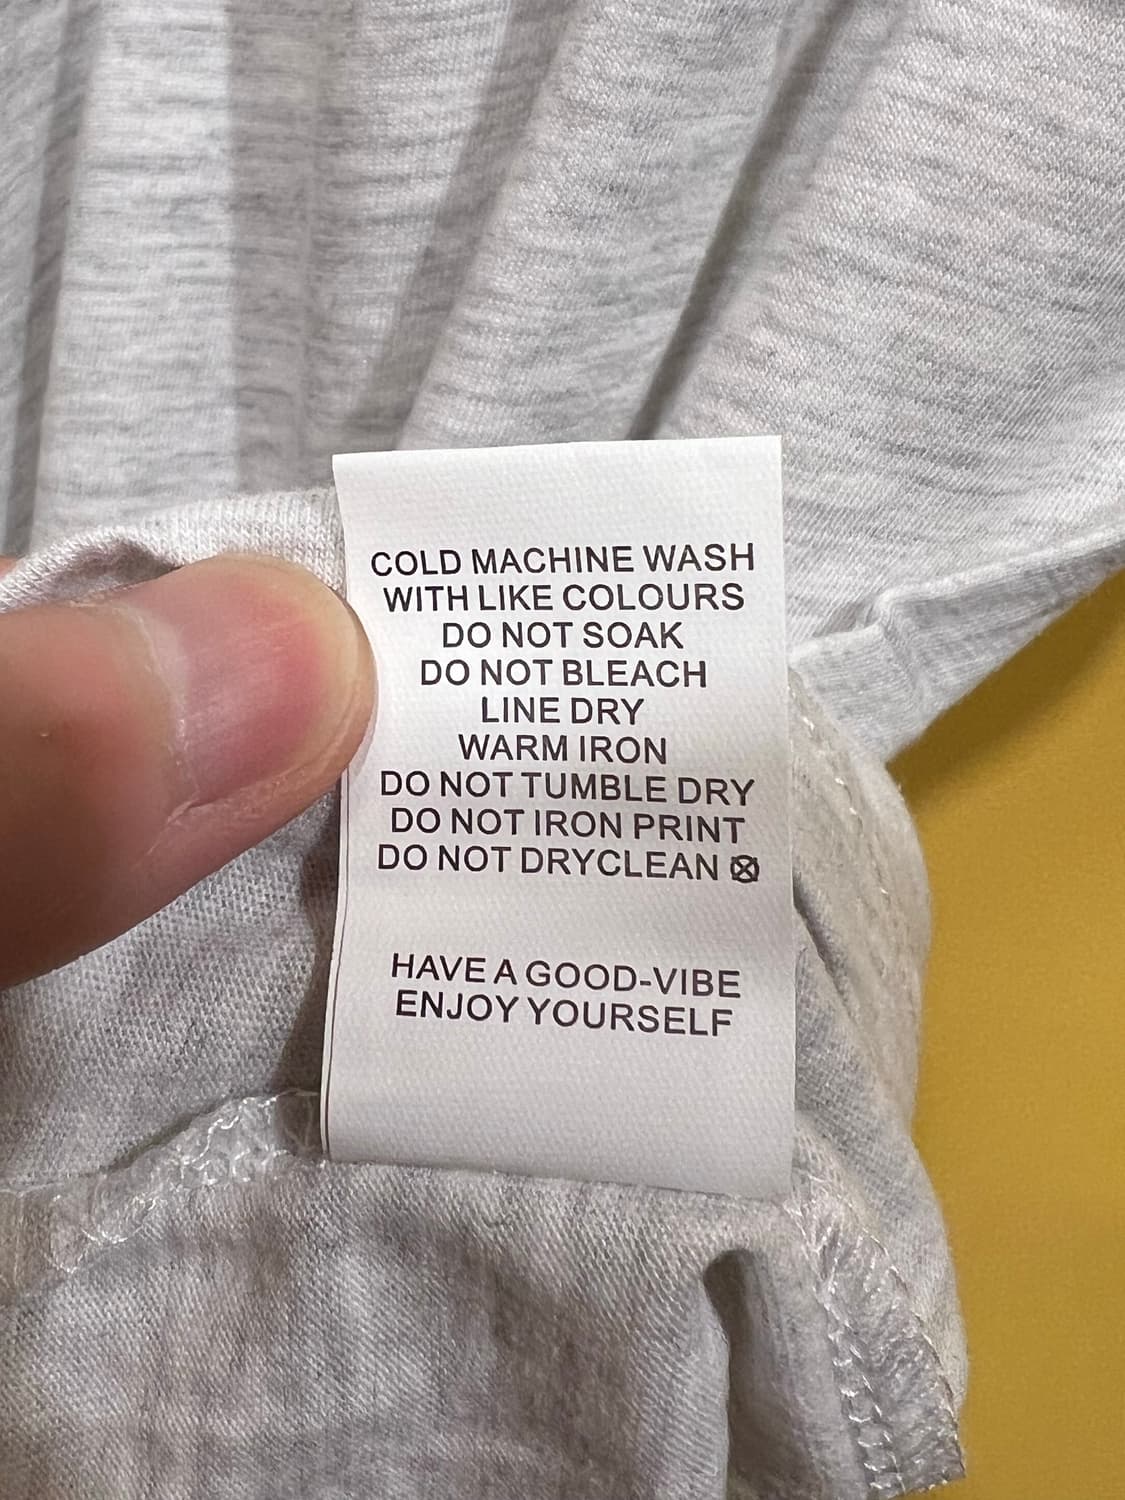 COLD MACHINE WASH
WITH LIKE COLOURS
DO NOT SOAK
DO NOT BLEACH
LINE DRY
WARM IRON
DO NOT TUMBLE DRY
DO NOT IRON PRINT
DO NOT DRYCLEAN
HAVE A GOOD-VIBE
ENJOY YOURSELF